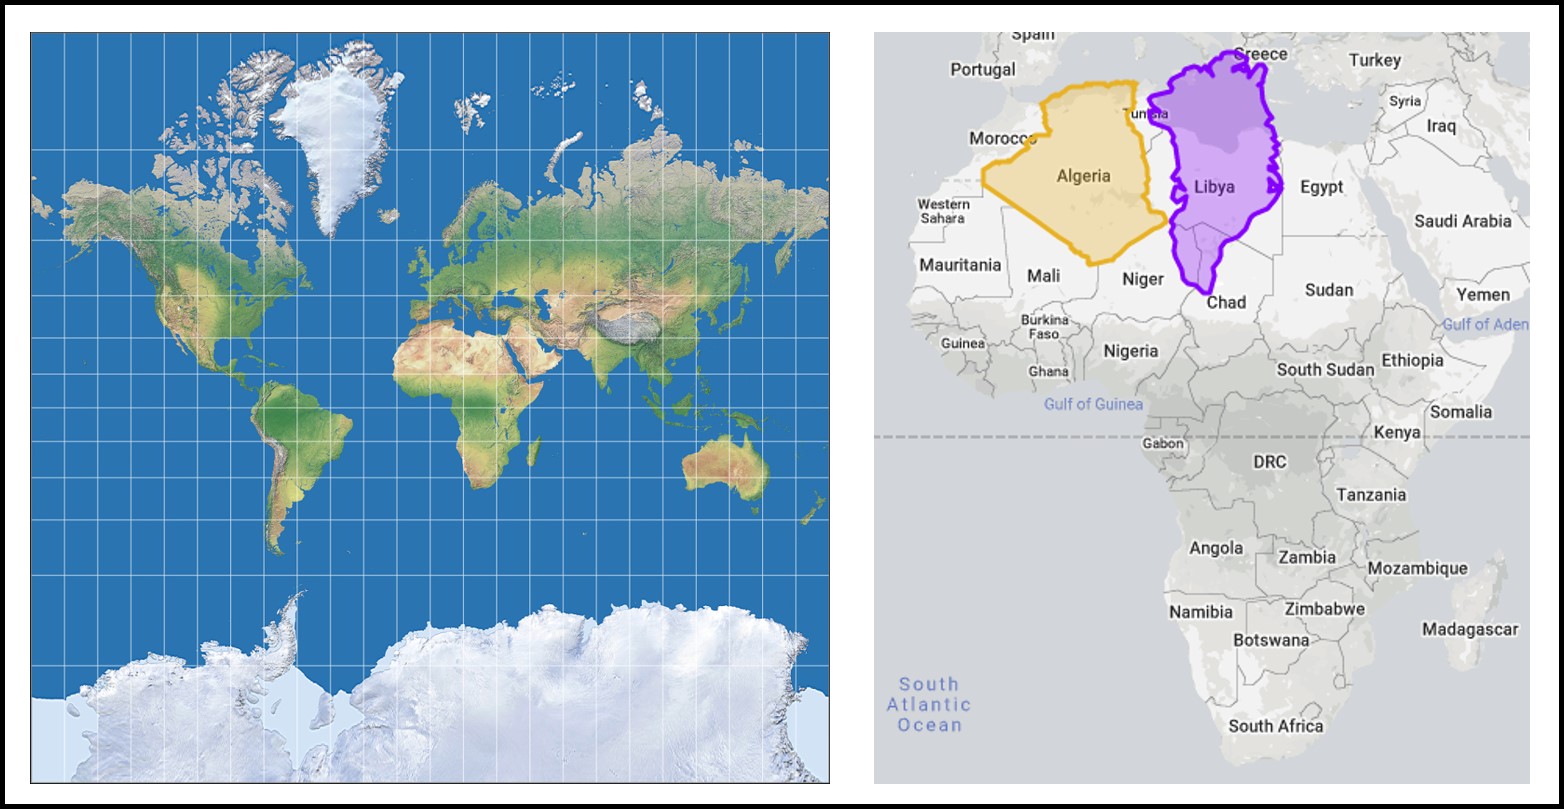 Spain
Greece
Portugal
Turkey
Syria
Tunisia
Iraq
Morocco
Algeria
Libya
Egypt
Western
Sahara
Saudi Arabia
Mauritania
Mali
Niger
Chad
Sudan
Yemen
Gulf of Aden
Burkina
Faso
Guinea
Nigeria
Ghana
South Sudan
Ethiopia
Gulf of Guinea
Somalia
Kenya
Gabon
DRC
Tanzania
Angola
Zambia
Mozambique
Namibia
Zimbabwe
Botswana
Madagascar
South
Atlantic
Ocean
South Africa